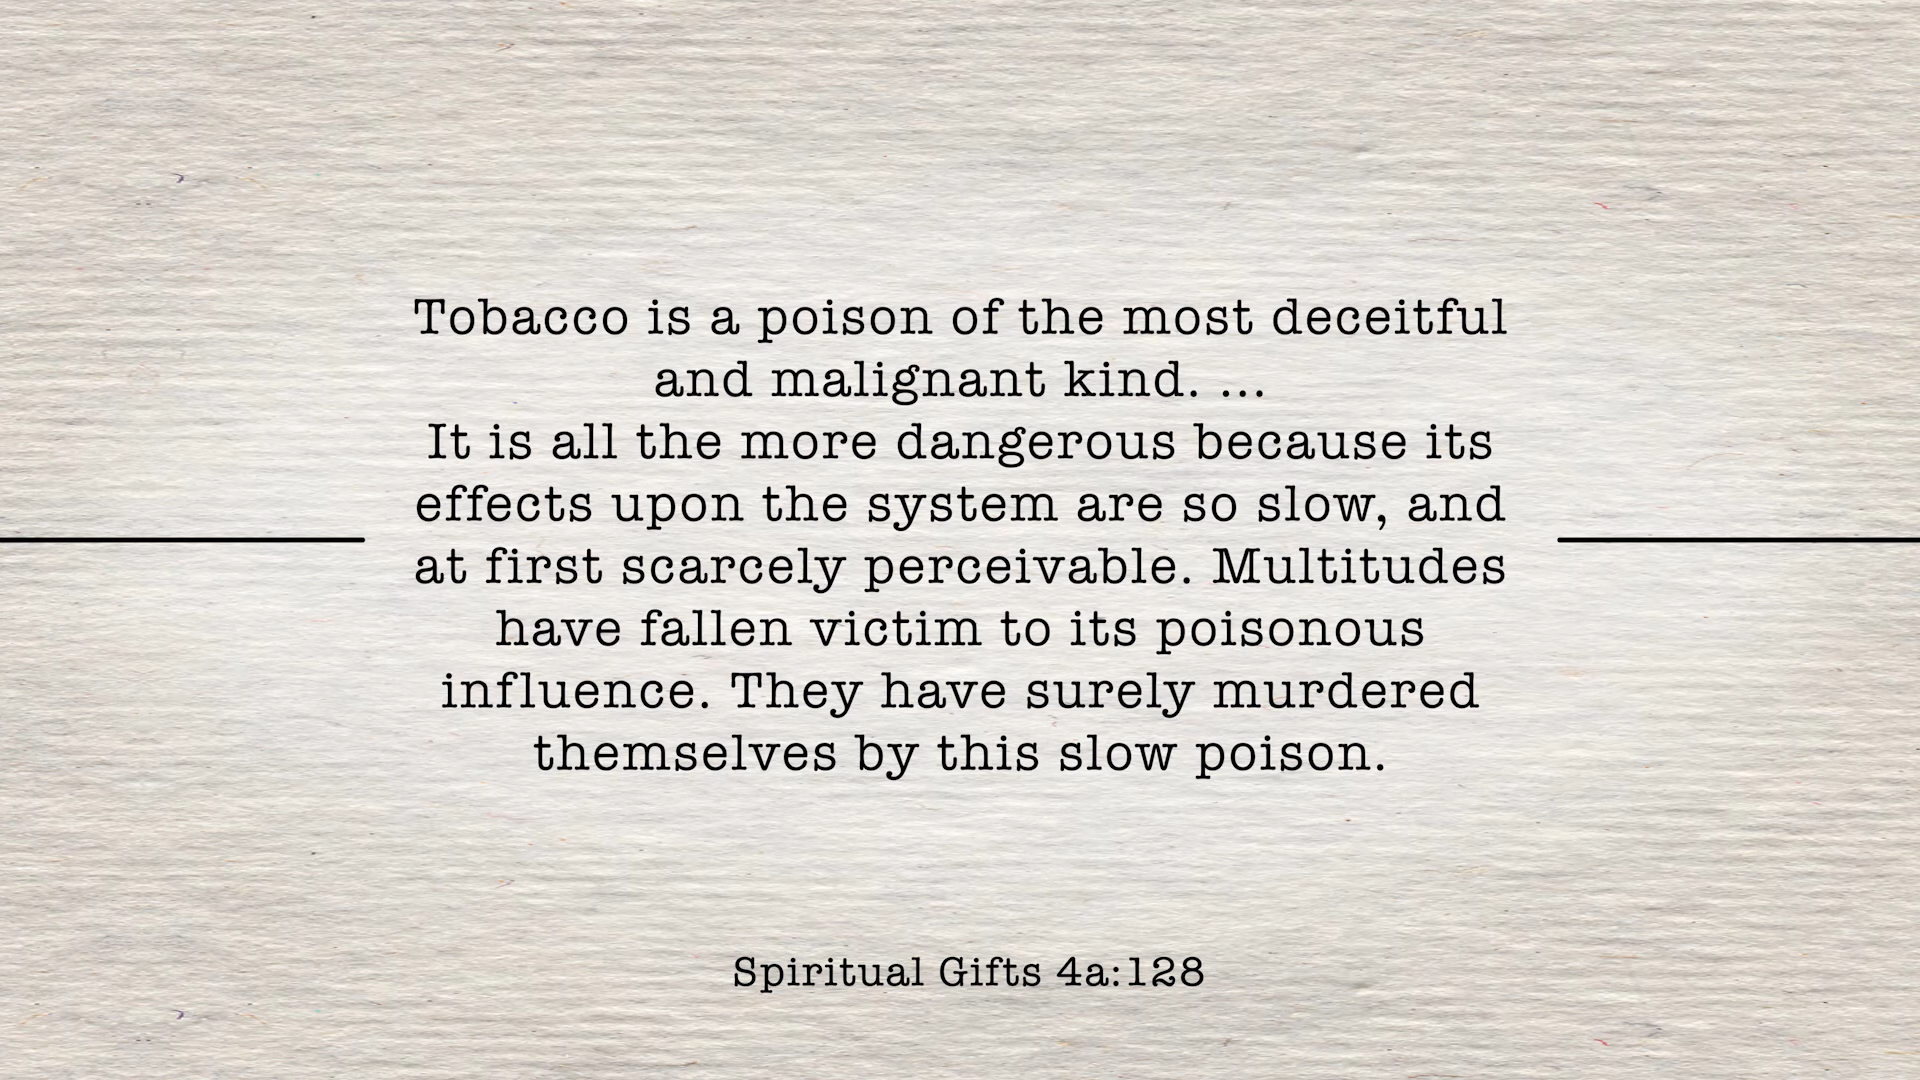 Tobacco is a poison of the most deceitful
and malignant kind. ...
It is all the more dangerous because its
effects upon the system are so slow, and
at first scarcely perceivable. Multitudes
have fallen victim to its poisonous
influence. They have surely murdered
themselves by this slow poison.
Spiritual Gifts 4a:128